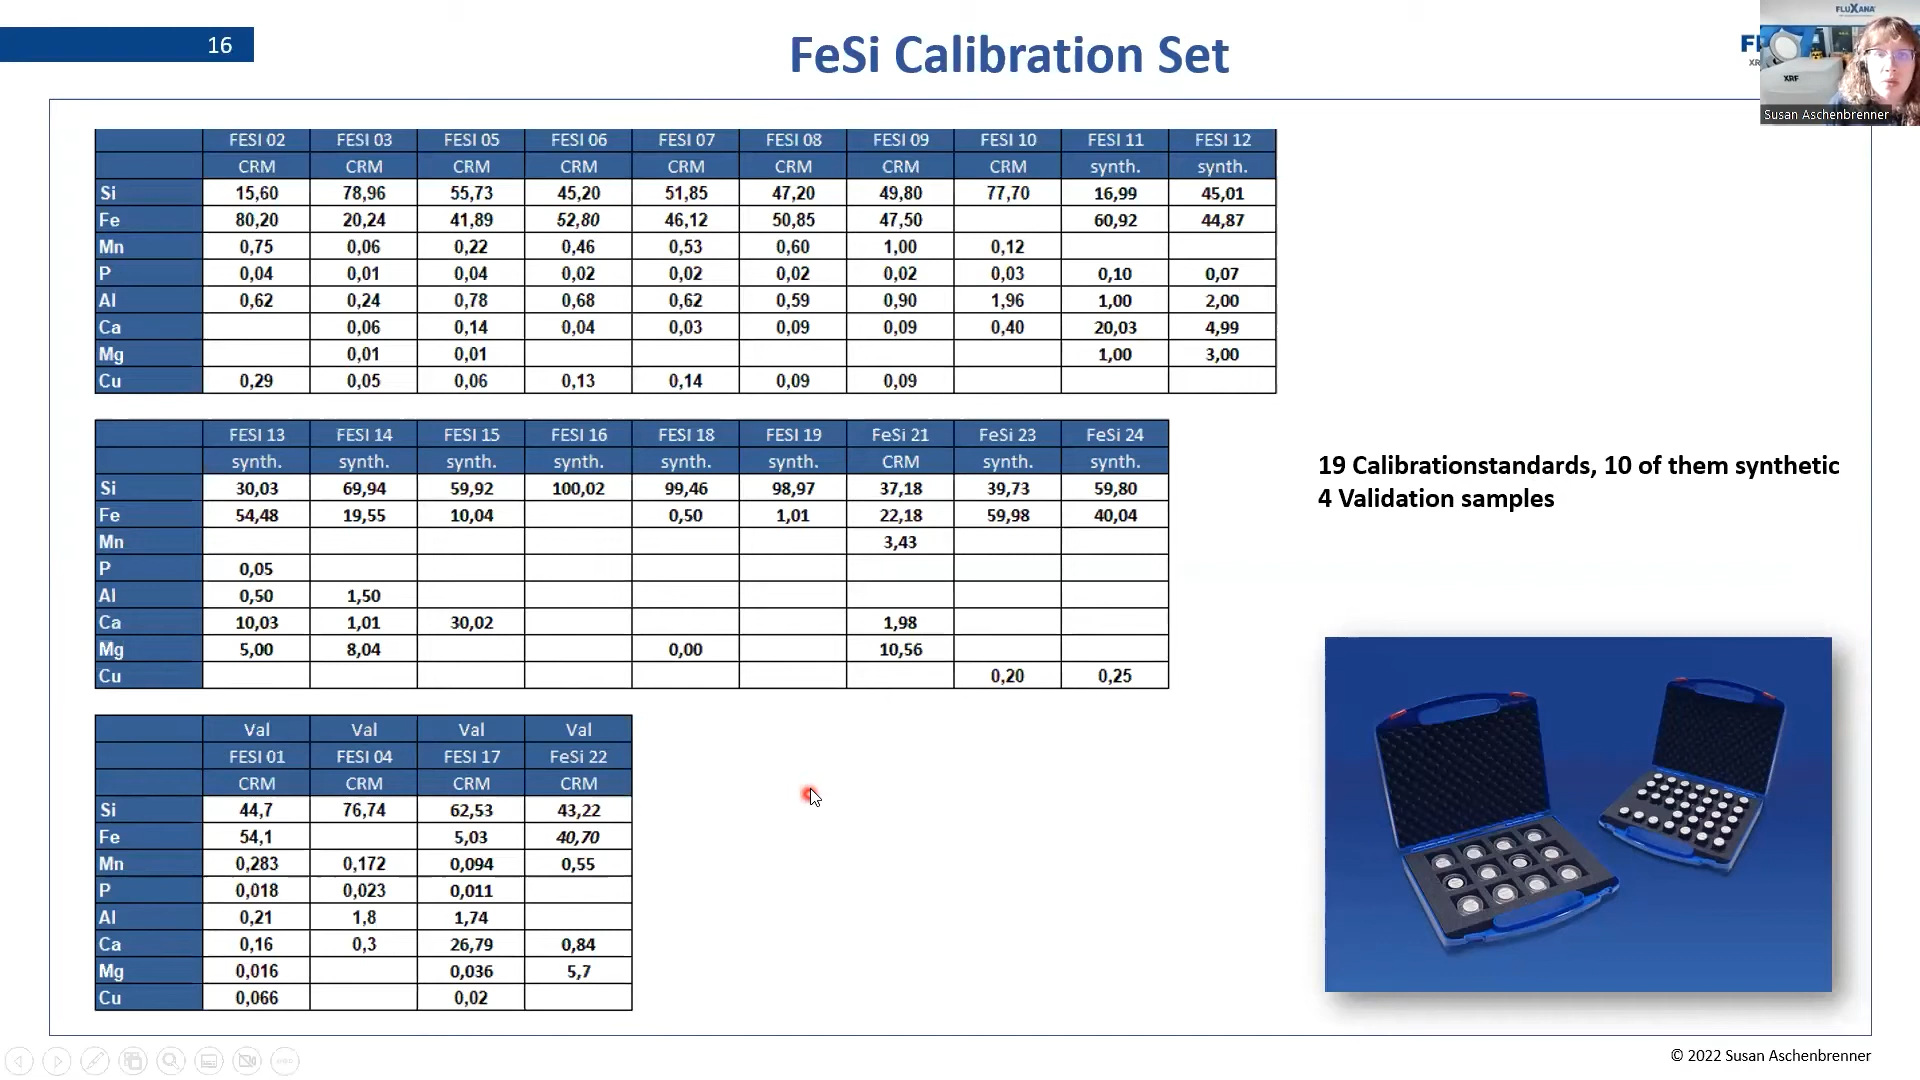 16
FeSi Calibration Set
FLUXANA
XRF
Susan Aschenbrenner
FESI 02 FESI 03 FESI 05 FESI 06 FESI 07 FESI 08 FESI 09 FESI 10 FESI 11 FESI 12
CRM CRM CRM CRM CRM CRM CRM CRM synth. synth.
Si 15,60 78,96 55,73 45,20 51,85 47,20 49,80 77,70 16,99 45,01
Fe 80,20 20,24 41,89 52,80 46,12 50,85 47,50 60,92 44,87
Mn 0,75 0,06 0,22 0,46 0,53 0,60 1,00 0,12
P 0,04 0,01 0,04 0,02 0,02 0,02 0,02 0,03 0,10 0,07
Al 0,62 0,24 0,78 0,68 0,62 0,59 0,90 1,96 1,00 2,00
Ca 0,06 0,14 0,04 0,03 0,09 0,09 0,40 20,03 4,99
Mg 0,01 0,01 1,00 3,00
Cu 0,29 0,05 0,06 0,13 0,14 0,09 0,09
FESI 13 FESI 14 FESI 15 FESI 16 FESI 18 FESI 19 FeSi 21 FeSi 23 FeSi 24
synth. synth. synth. synth. synth. synth. CRM synth. synth.
Si 30,03 69,94 59,92 100,02 99,46 98,97 37,18 39,73 59,80
Fe 54,48 19,55 10,04 0,50 1,01 22,18 59,98 40,04
Mn 3,43
P 0,05
Al 0,50 1,50
Ca 10,03 1,01 30,02 1,98
Mg 5,00 8,04 0,00 10,56
Cu 0,20 0,25
19 Calibrationstandards, 10 of them synthetic
4 Validation samples
Val Val Val Val
FESI 01 FESI 04 FESI 17 FeSi 22
CRM CRM CRM CRM
Si 44,7 76,74 62,53 43,22
Fe 54,1 5,03 40,70
Mn 0,283 0,172 0,094 0,55
P 0,018 0,023 0,011
Al 0,21 1,8 1,74
Ca 0,16 0,3 26,79 0,84
Mg 0,016 0,036 5,7
Cu 0,066 0,02
© 2022 Susan Aschenbrenner